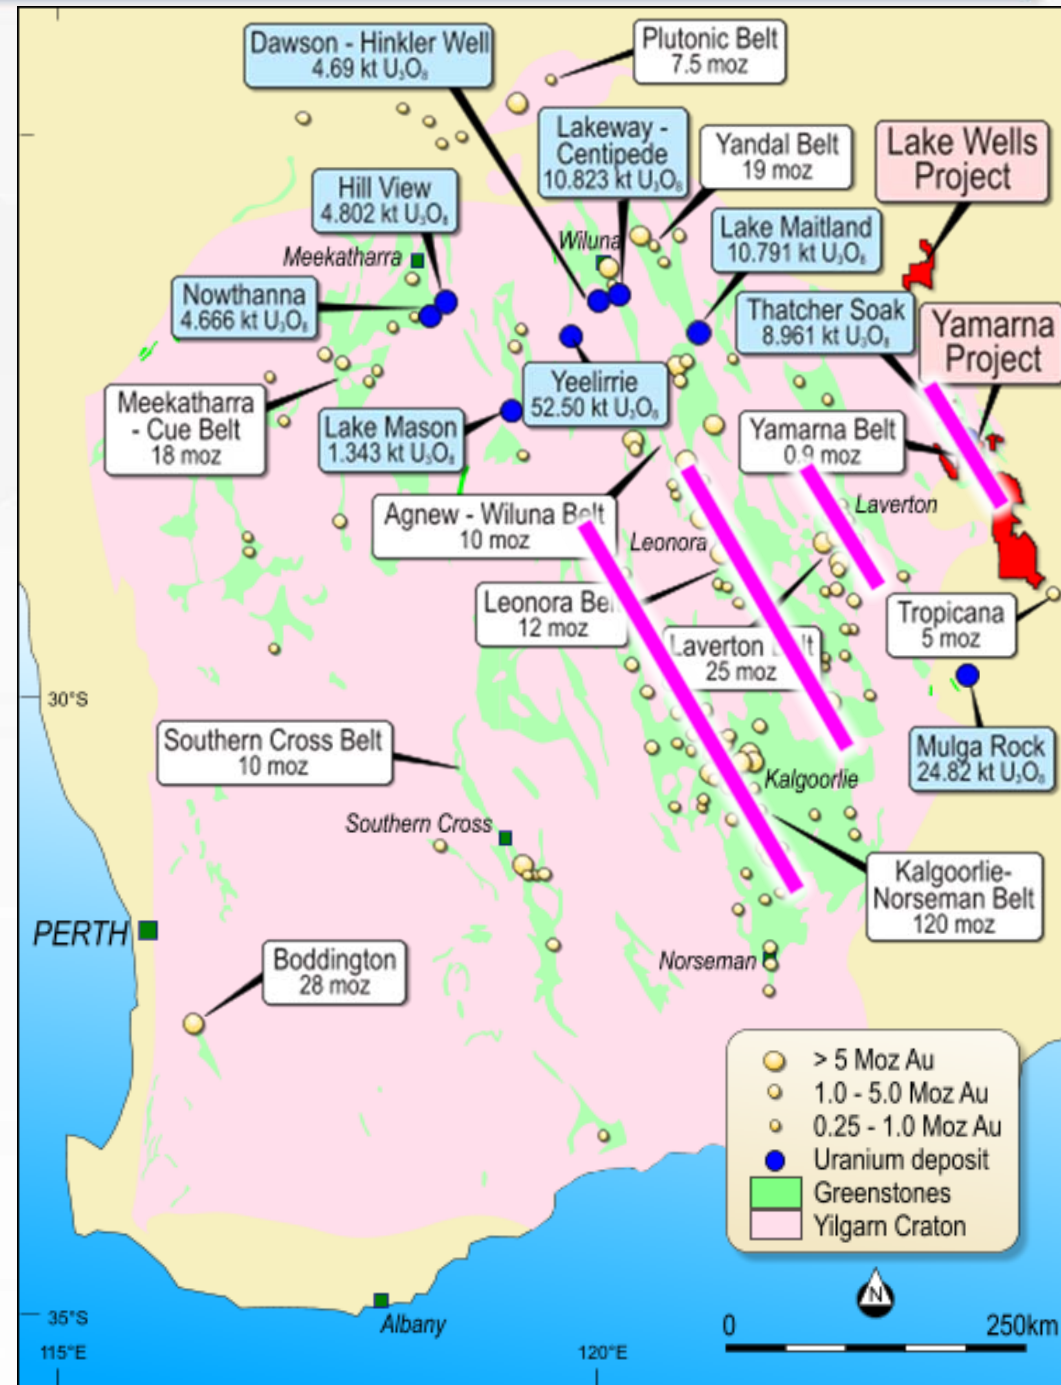 Dawson - Hinkler Well
4.69 kt U₃O₈
Plutonic Belt
7.5 moz
Lakeway -
Centipede
10.823 kt U₃O₈
Yandal Belt
19 moz
Lake Wells
Project
Hill View
4.802 kt U₃O₈
Meekatharra
Wiluna
Lake Maitland
10.791 kt U₃O₈
Nowthanna
4.666 kt U₃O₈
Thatcher Soak
8.961 kt U₃O₈
Yamarna
Project
Yeelirrie
52.50 kt U₃O₈
Meekatharra
- Cue Belt
18 moz
Lake Mason
1.343 kt U₃O₈
Yamarna Belt
0.9 moz
Agnew - Wiluna Belt
10 moz
Laverton
Leonora
Leonora Belt
12 moz
Tropicana
5 moz
Laverton Belt
25 moz
30°S
Southern Cross Belt
10 moz
Mulga Rock
24.82 kt U₃O₈
Kalgoorlie
Southern Cross
Kalgoorlie-
Norseman Belt
120 moz
PERTH
Boddington
28 moz
Norseman
> 5 Moz Au
1.0 - 5.0 Moz Au
0.25 - 1.0 Moz Au
Uranium deposit
Greenstones
Yilgarn Craton
N
35°S
Albany
0 250km
115°E 120°E